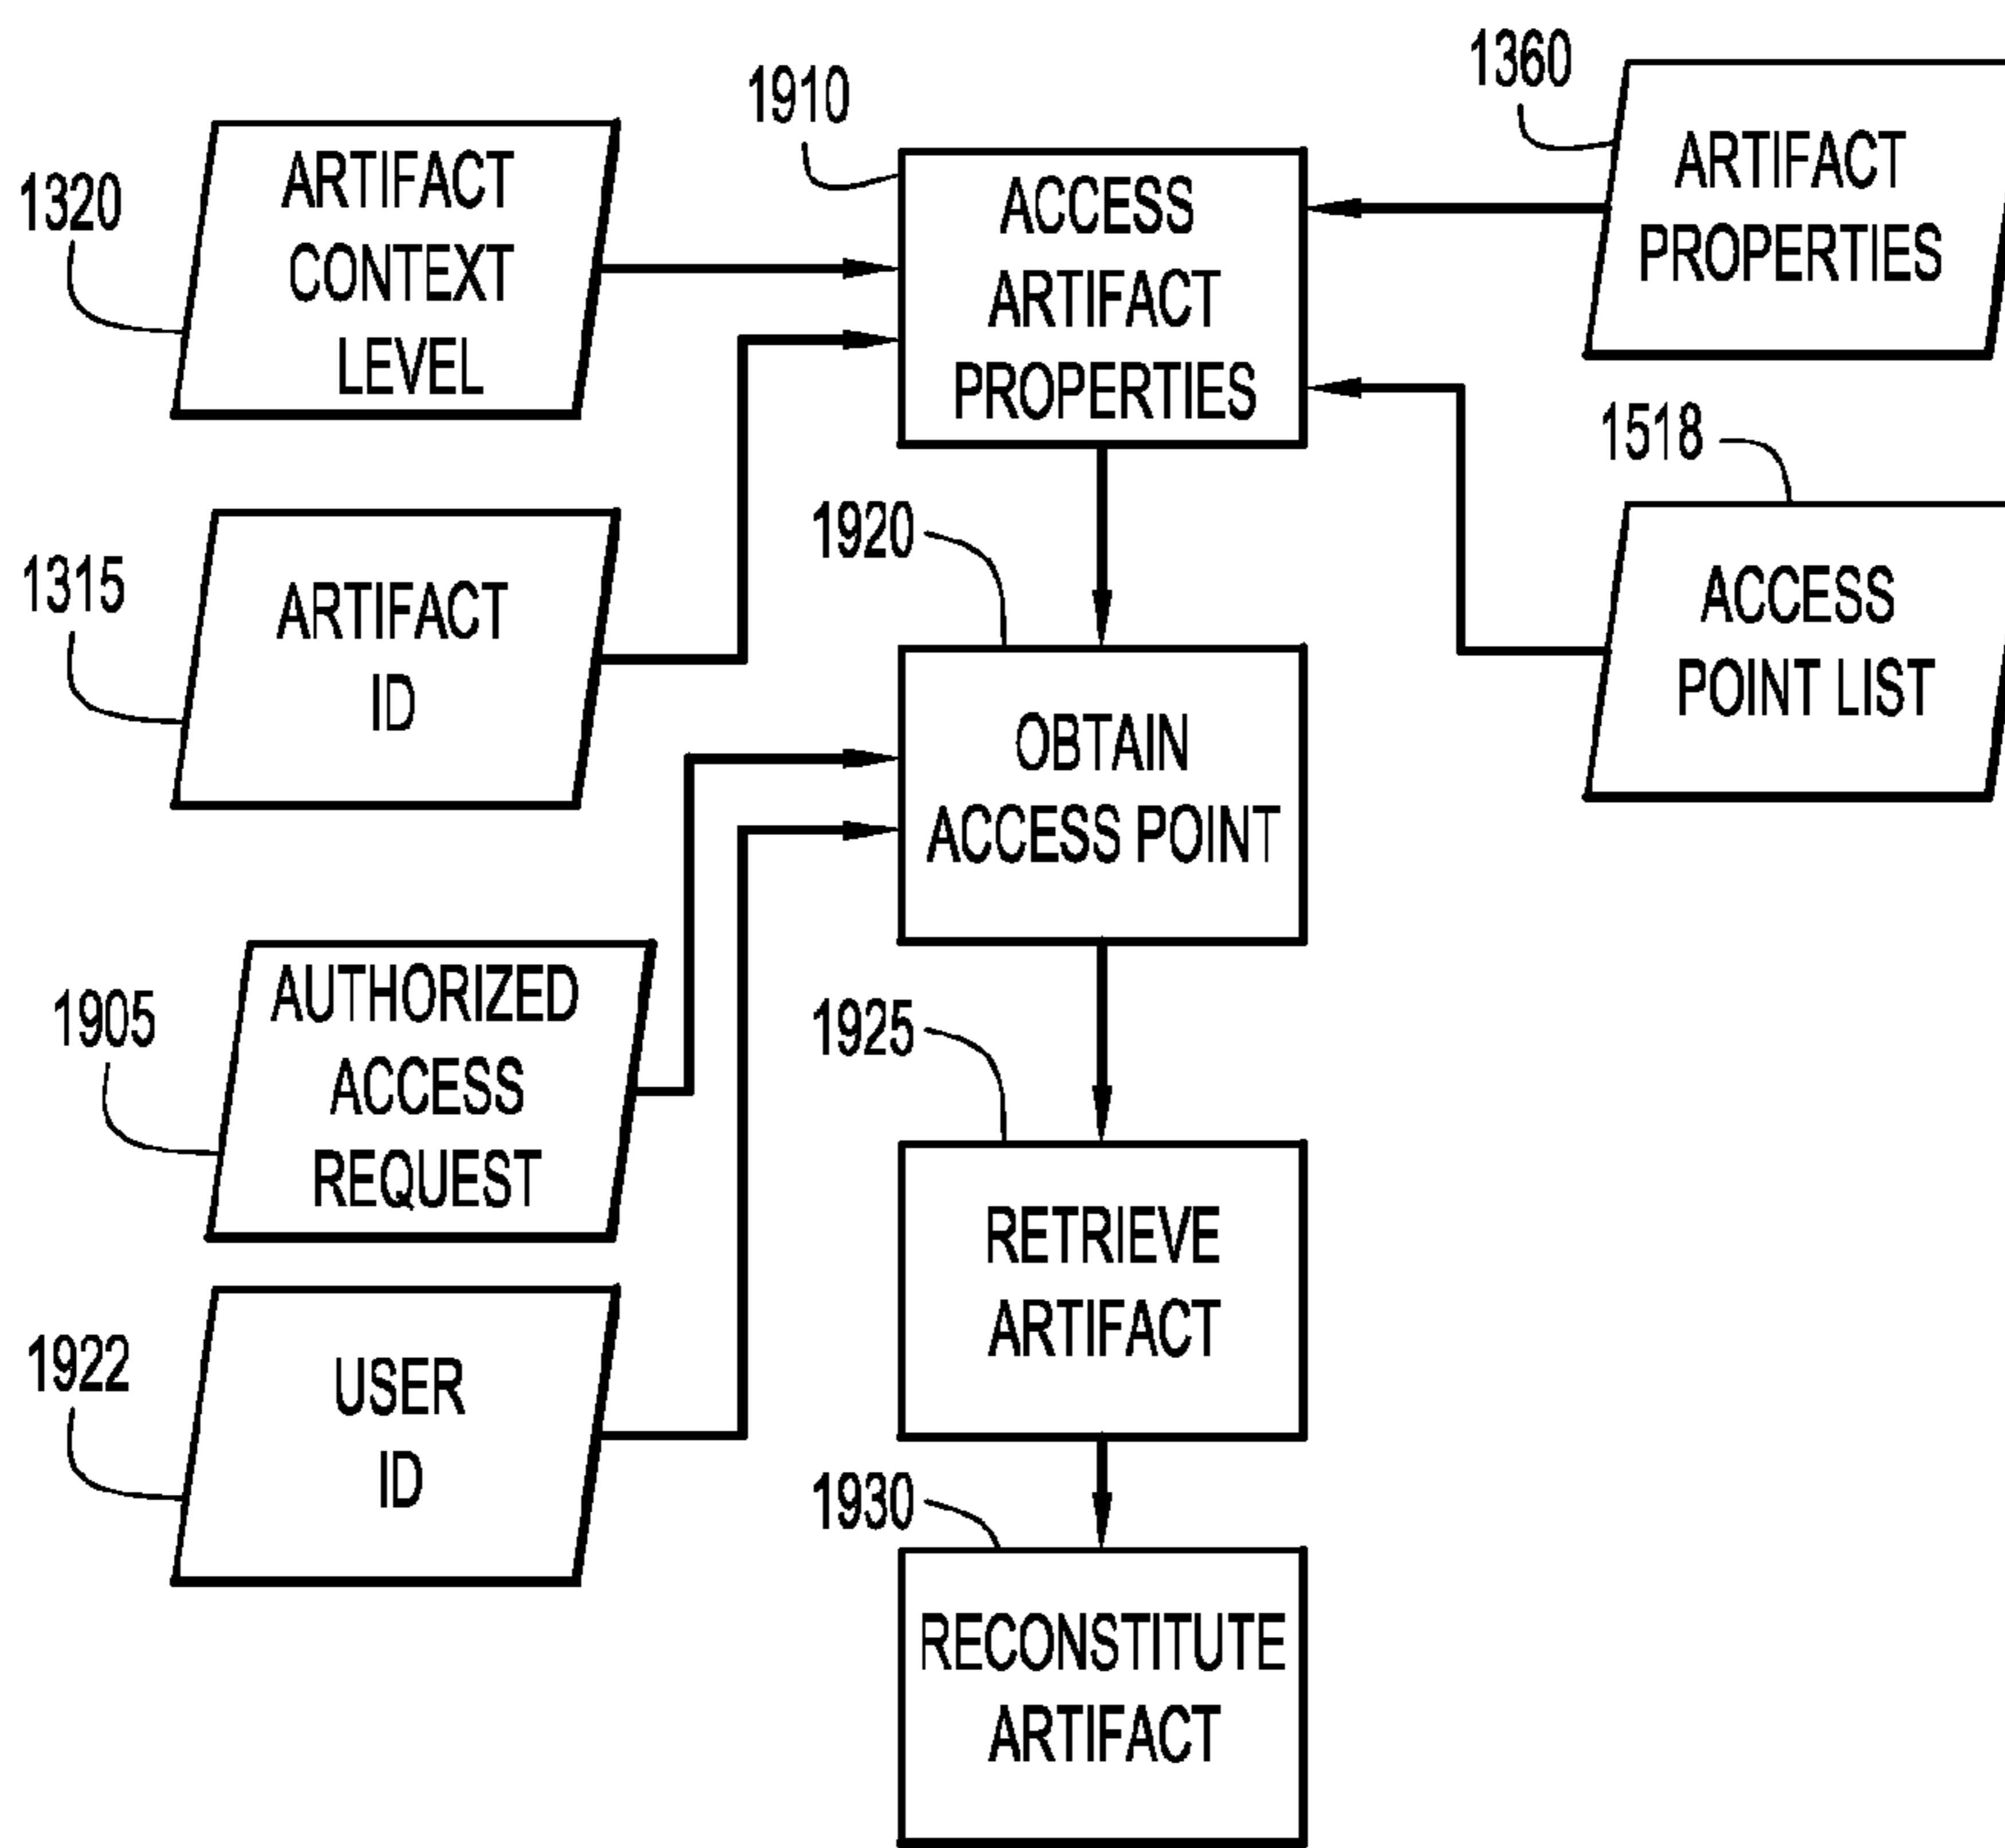 1320
ARTIFACT
CONTEXT
LEVEL
1910
ACCESS
ARTIFACT
PROPERTIES
1360
ARTIFACT
PROPERTIES
1315
ARTIFACT
ID
1920
OBTAIN
ACCESS POINT
1518
ACCESS
POINT LIST
1905
AUTHORIZED
ACCESS
REQUEST
1925
RETRIEVE
ARTIFACT
1922
USER
ID
1930
RECONSTITUTE
ARTIFACT